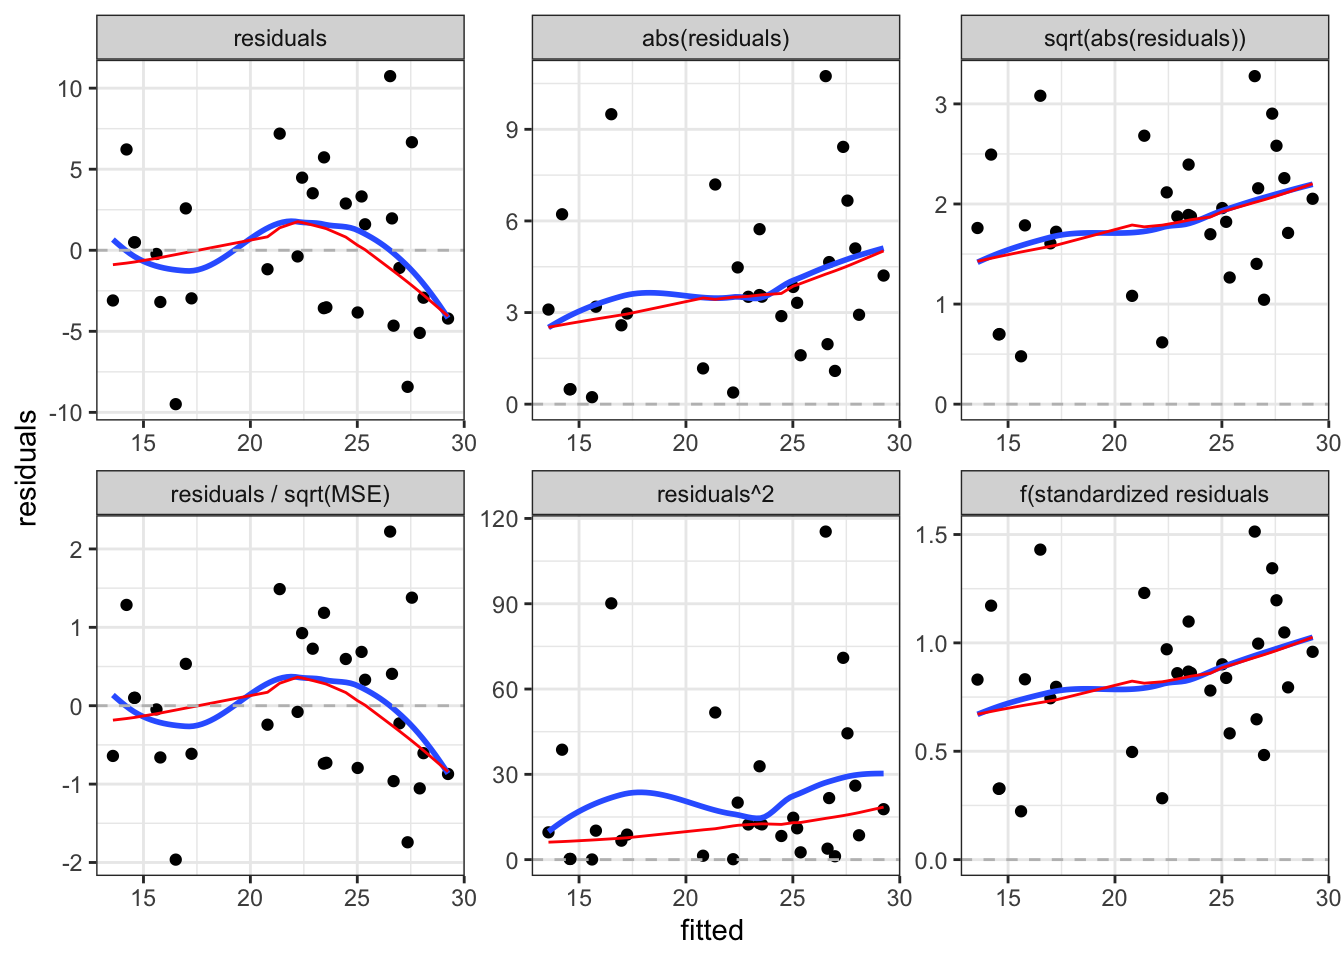 residuals
abs(residuals)
sqrt(abs(residuals))
10
5
0
-5
-10
15 20 25 30
9
6
3
0
15 20 25 30
3
2
1
0
15 20 25 30
residuals
residuals / sqrt(MSE)
residuals^2
f(standardized residuals
2
1
0
-1
-2
15 20 25 30
120
90
60
30
0
15 20 25 30
1.5
1.0
0.5
0.0
15 20 25 30
fitted